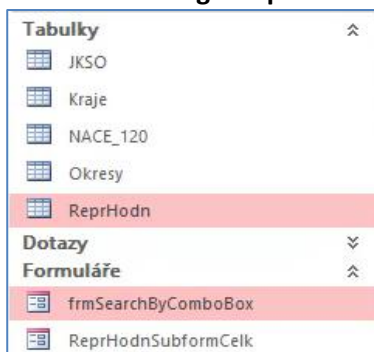 Tabulky
JKSO
Kraje
NACE_120
Okresy
ReprHodn
Dotazy
Formuláře
frmSearchByComboBox
ReprHodnSubformCelk